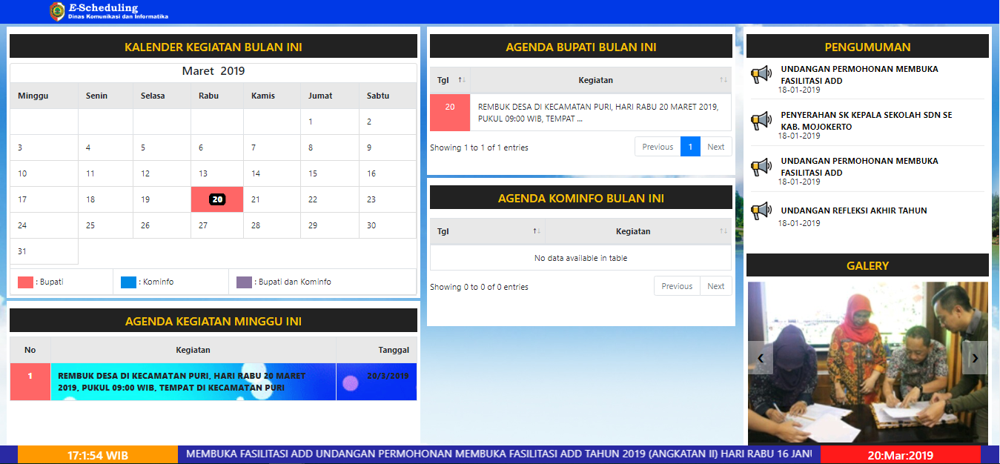 E-Scheduling
Dinas Komunikasi dan Informatika
KALENDER KEGIATAN BULAN INI
Maret 2019
Minggu Senin Selasa Rabu Kamis Jumat Sabtu
1 2
3 4 5 6 7 8 9
10 11 12 13 14 15 16
17 18 19 20 21 22 23
24 25 26 27 28 29 30
31
: Bupati : Kominfo : Bupati dan Kominfo
AGENDA KEGIATAN MINGGU INI
No Kegiatan Tanggal
1 REMBUK DESA DI KECAMATAN PURI, HARI RABU 20 MARET 20/3/2019
2019, PUKUL 09:00 WIB, TEMPAT DI KECAMATAN PURI
AGENDA BUPATI BULAN INI
Tgl Kegiatan
20 REMBUK DESA DI KECAMATAN PURI, HARI RABU 20 MARET 2019,
PUKUL 09:00 WIB, TEMPAT ...
Showing 1 to 1 of 1 entries Previous 1 Next
AGENDA KOMINFO BULAN INI
Tgl Kegiatan
No data available in table
Showing 0 to 0 of 0 entries Previous Next
PENGUMUMAN
UNDANGAN PERMOHONAN MEMBUKA
FASILITASI ADD
18-01-2019
PENYERAHAN SK KEPALA SEKOLAH SDN SE
KAB. MOJOKERTO
18-01-2019
UNDANGAN PERMOHONAN MEMBUKA
FASILITASI ADD
18-01-2019
UNDANGAN REFLEKSI AKHIR TAHUN
18-01-2019
GALERY
17:1:54 WIB MEMBUKA FASILITASI ADD UNDANGAN PERMOHONAN MEMBUKA FASILITASI ADD TAHUN 2019 (ANGKATAN II) HARI RABU 16 JANU 20:Mar:2019